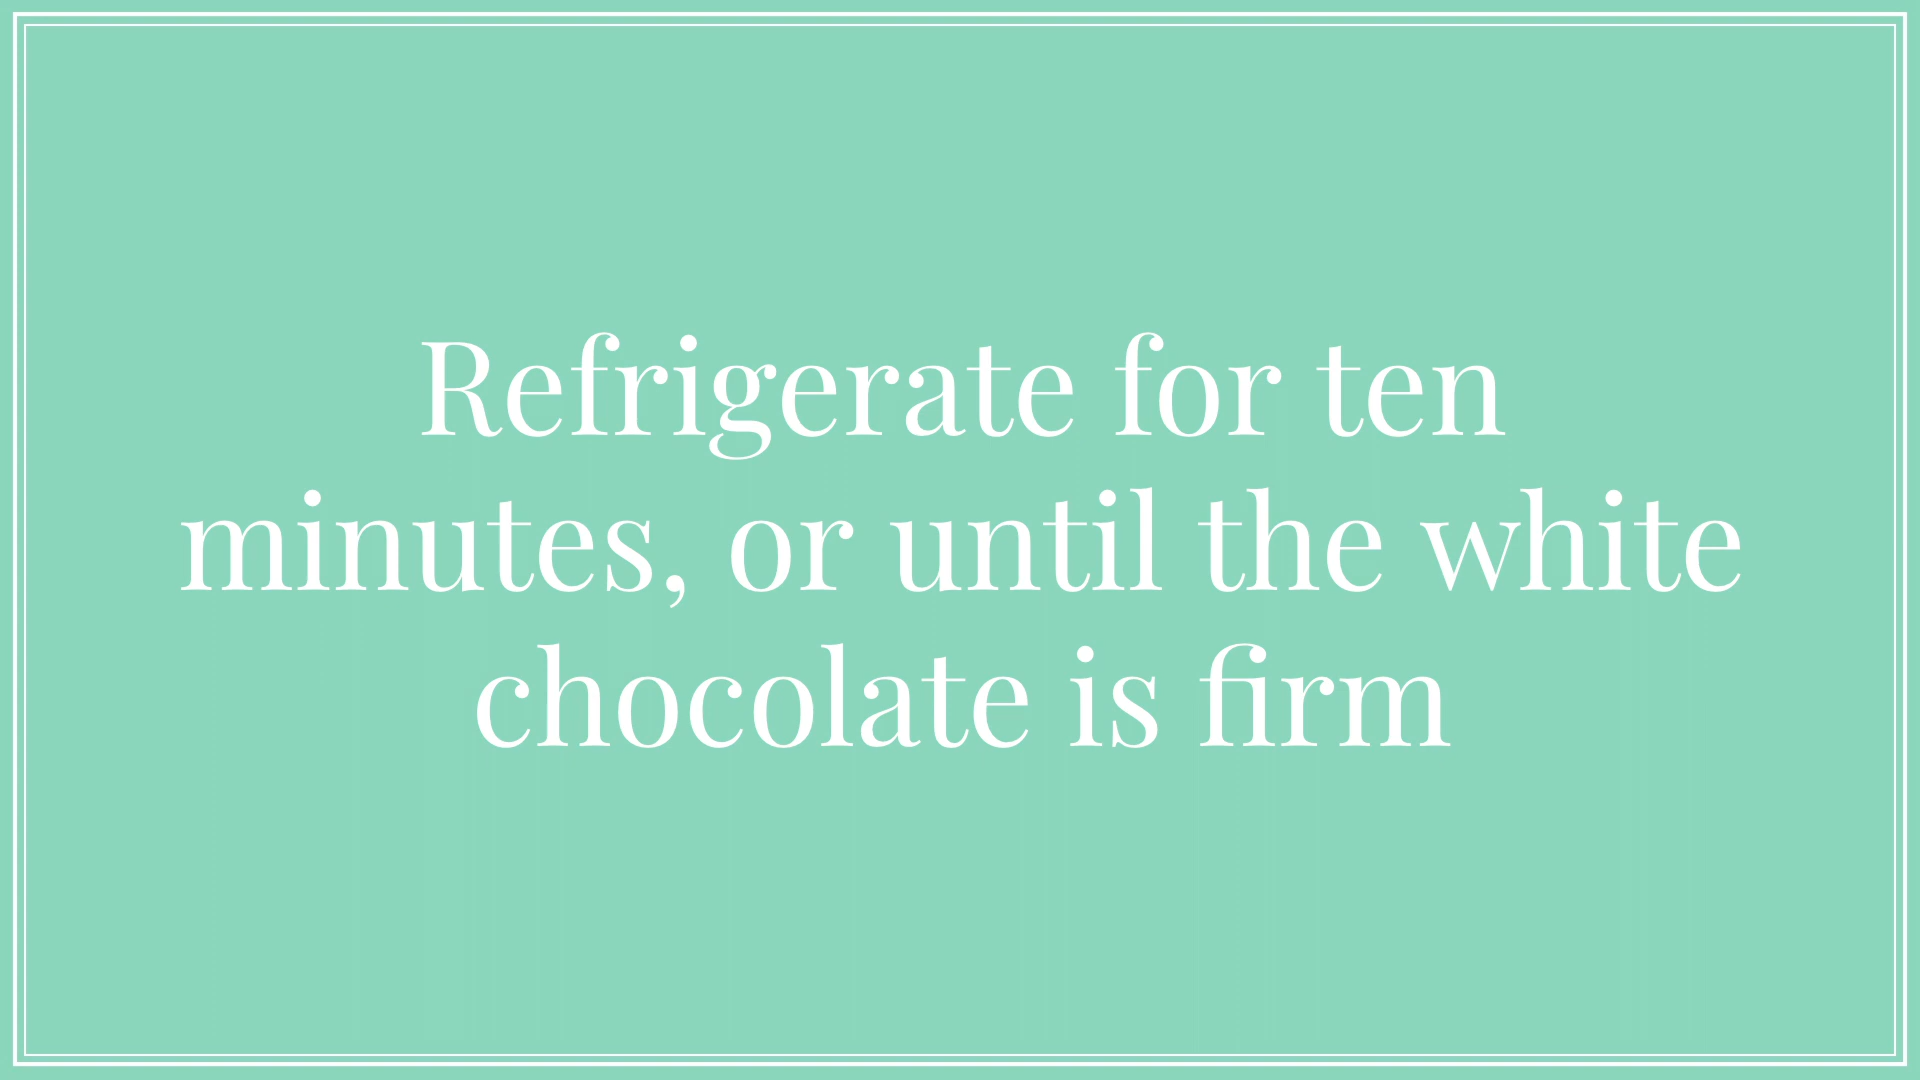 Refrigerate for ten
minutes, or until the white
chocolate is firm